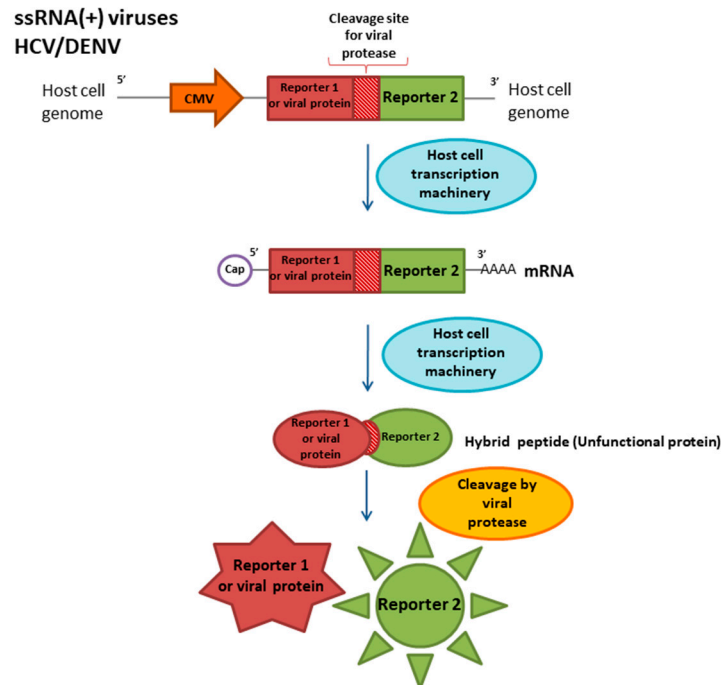 ssRNA(+) viruses
HCV/DENV
Cleavage site
for viral
protease
5’
Host cell
genome
CMV
Reporter 1
or viral protein
Reporter 2
3’
Host cell
genome
Host cell
transcription
machinery
Cap
5’
Reporter 1
or viral protein
Reporter 2
3’
AAAA
mRNA
Host cell
transcription
machinery
Reporter 1
or viral
protein
Reporter 2
Hybrid peptide (Unfunctional protein)
Cleavage by
viral
protease
Reporter 1
or viral protein
Reporter 2